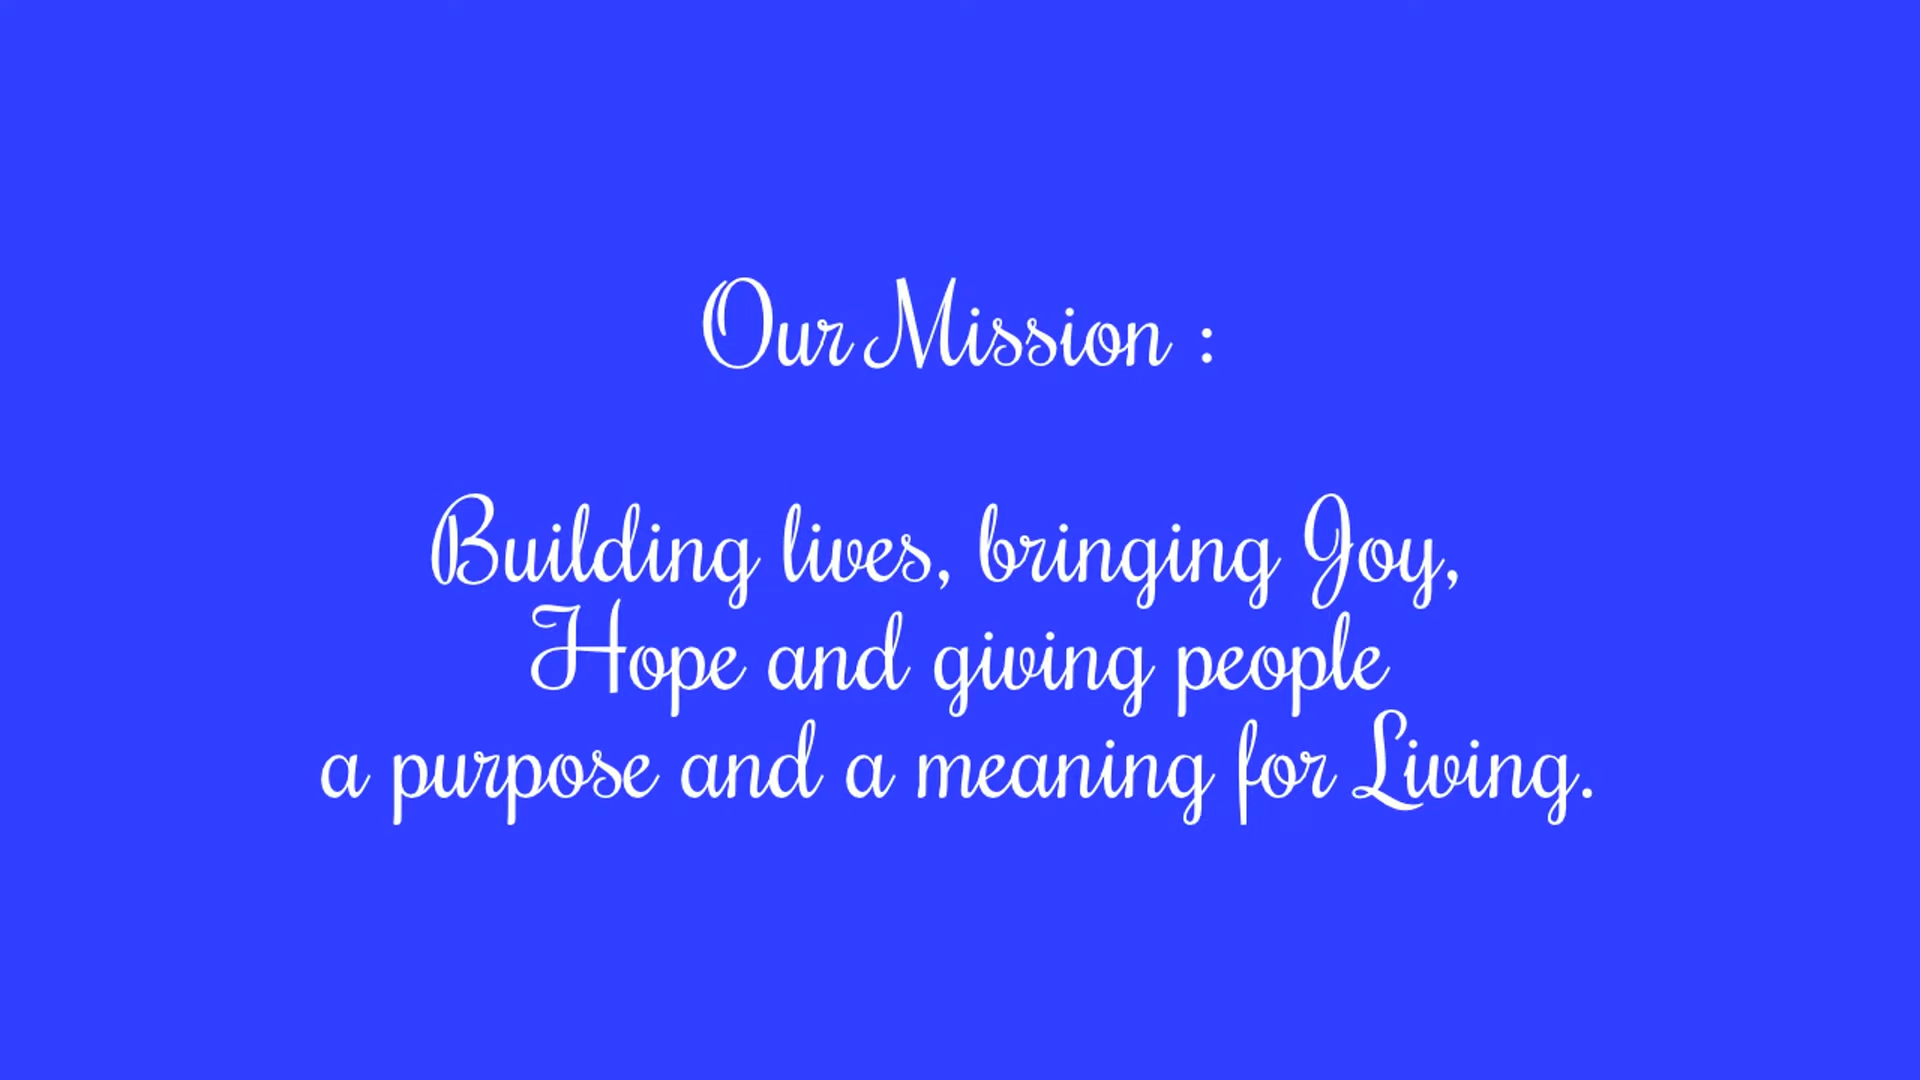 Our Mission :
Building lives, bringing Joy,
Hope and giving people
a purpose and a meaning for Living.